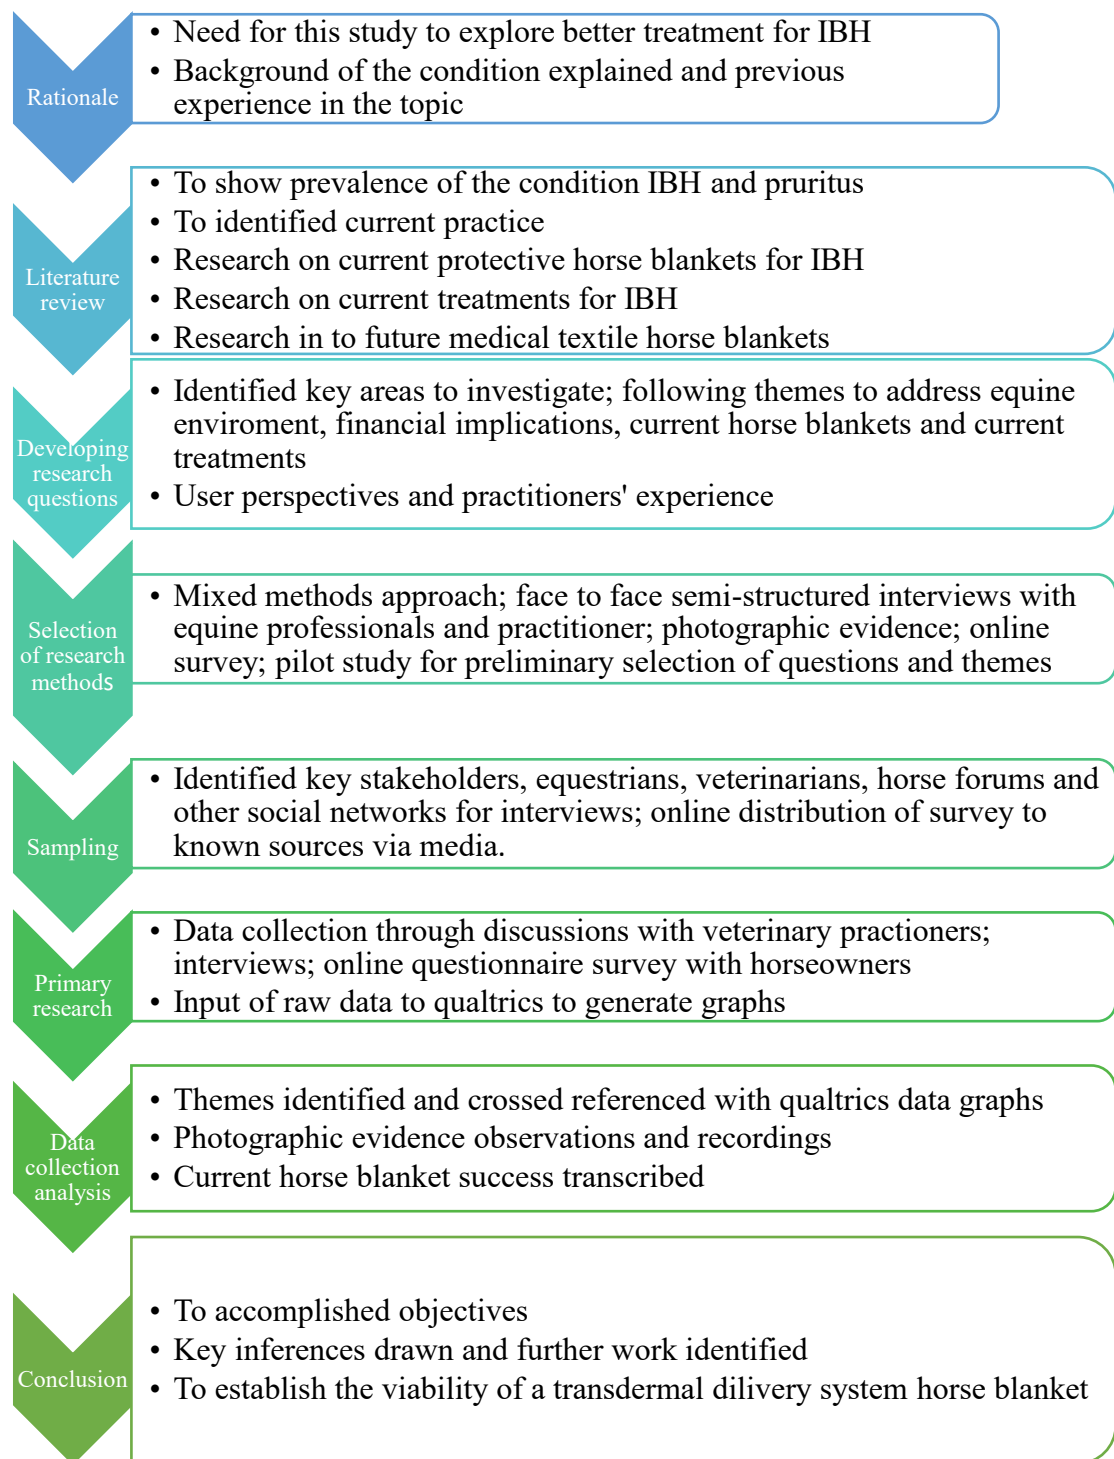 Rationale
• Need for this study to explore better treatment for IBH
• Background of the condition explained and previous
experience in the topic
Literature
review
• To show prevalence of the condition IBH and pruritus
• To identified current practice
• Research on current protective horse blankets for IBH
• Research on current treatments for IBH
• Research in to future medical textile horse blankets
Developing
research
questions
• Identified key areas to investigate; following themes to address equine
enviroment, financial implications, current horse blankets and current
treatments
• User perspectives and practitioners' experience
Selection
of research
methods
• Mixed methods approach; face to face semi-structured interviews with
equine professionals and practitioner; photographic evidence; online
survey; pilot study for preliminary selection of questions and themes
Sampling
• Identified key stakeholders, equestrians, veterinarians, horse forums and
other social networks for interviews; online distribution of survey to
known sources via media.
Primary
research
• Data collection through discussions with veterinary practioners;
interviews; online questionnaire survey with horseowners
• Input of raw data to qualtrics to generate graphs
Data
collection
analysis
• Themes identified and crossed referenced with qualtrics data graphs
• Photographic evidence observations and recordings
• Current horse blanket success transcribed
Conclusion
• To accomplished objectives
• Key inferences drawn and further work identified
• To establish the viability of a transdermal dilivery system horse blanket